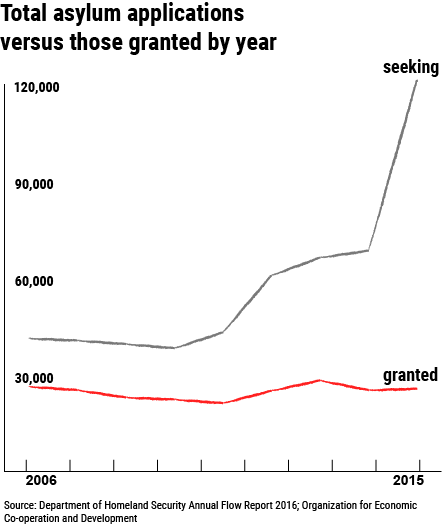 Total asylum applications
versus those granted by year
seeking
120,000
90,000
60,000
30,000
granted
2006
2015
Source: Department of Homeland Security Annual Flow Report 2016; Organization for Economic
Co-operation and Development